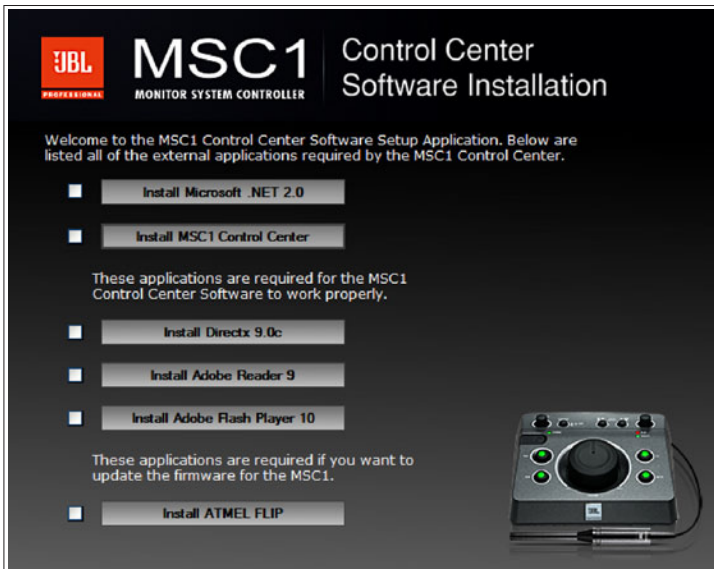 JBL
PROFESSIONAL
MSC1
MONITOR SYSTEM CONTROLLER
Control Center
Software Installation
Welcome to the MSC1 Control Center Software Setup Application. Below are
listed all of the external applications required by the MSC1 Control Center.
Install Microsoft .NET 2.0
Install MSC1 Control Center
These applications are required for the MSC1
Control Center Software to work properly.
Install Directx 9.0c
Install Adobe Reader 9
Install Adobe Flash Player 10
These applications are required if you want to
update the firmware for the MSC1.
Install ATMEL FLIP
JBL